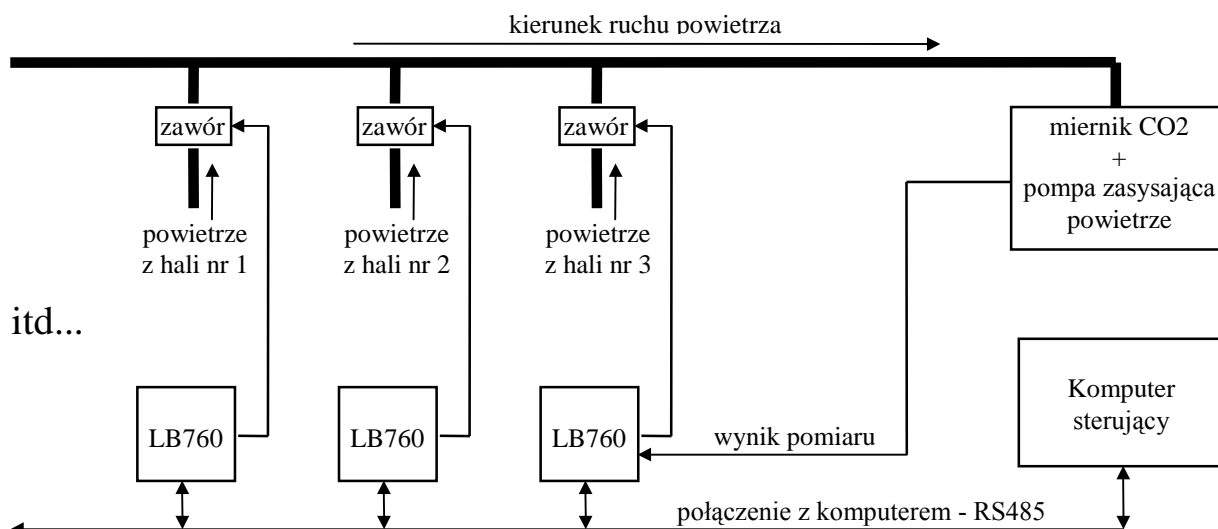 kierunek ruchu powietrza
zawór
zawór
zawór
miernik CO2
+
pompa zasysająca
powietrze
powietrze
z hali nr 1
powietrze
z hali nr 2
powietrze
z hali nr 3
itd...
LB760
LB760
LB760
wynik pomiaru
Komputer
sterujący
połączenie z komputerem - RS485